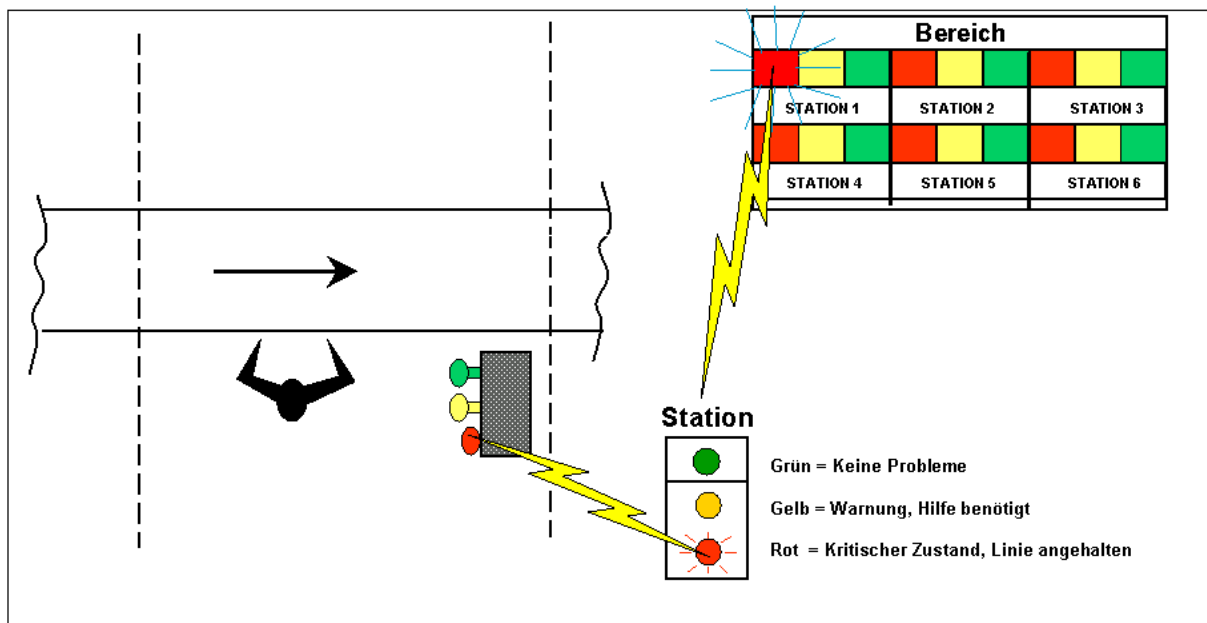 Bereich
STATION 1 STATION 2 STATION 3
STATION 4 STATION 5 STATION 6
Station
Grün = Keine Probleme
Gelb = Warnung, Hilfe benötigt
Rot = Kritischer Zustand, Linie angehalten